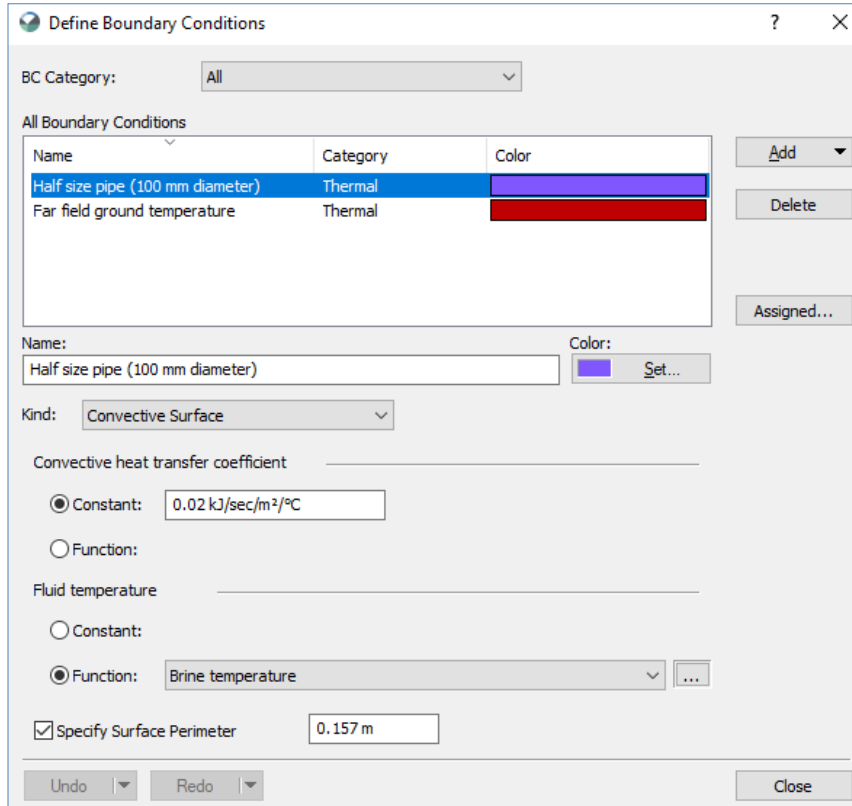 Define Boundary Conditions ? ×
BC Category: All
All Boundary Conditions
Name Category Color
Half size pipe (100 mm diameter) Thermal
Far field ground temperature Thermal
Add
Delete
Assigned...
Name: Color:
Half size pipe (100 mm diameter) Set...
Kind: Convective Surface
Convective heat transfer coefficient
Constant: 0.02 kJ/sec/m²/°C
Function:
Fluid temperature
Constant:
Function: Brine temperature ...
Specify Surface Perimeter 0.157 m
Undo Redo Close